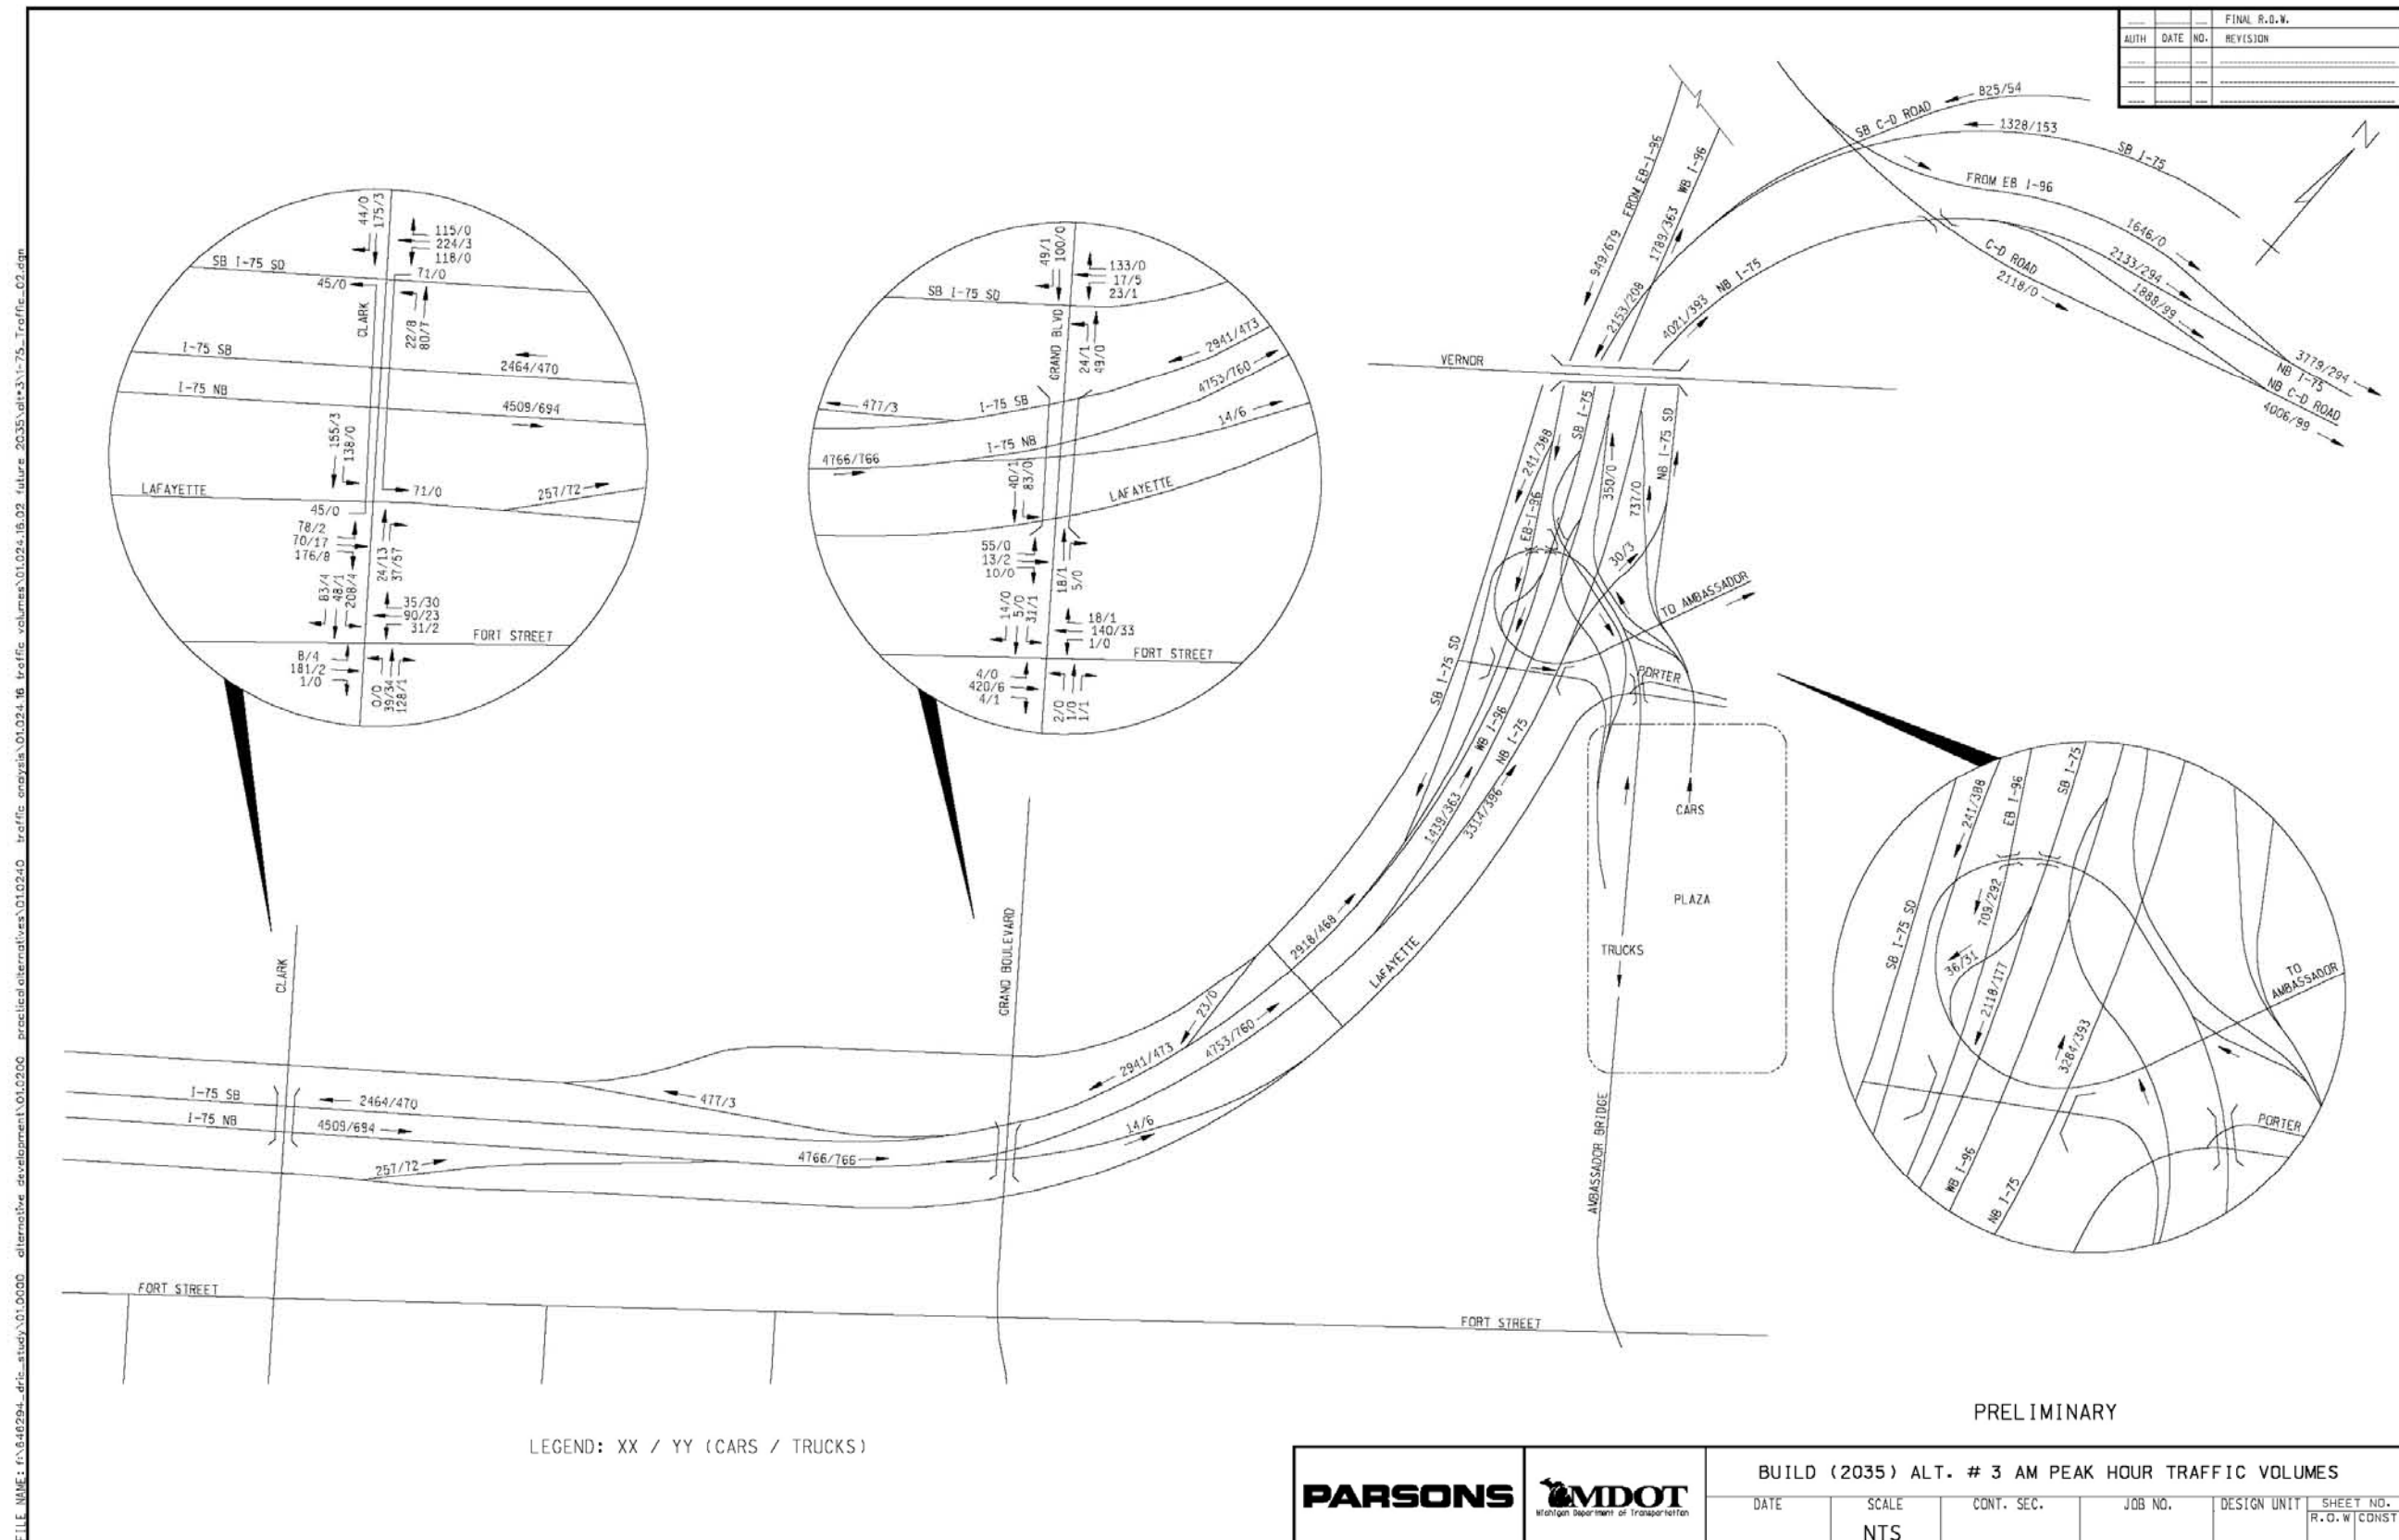 FINAL R.O.W.
AUTH DATE NO. REVISION
825/54
SB C-D ROAD
1328/153
SB I-75
FROM EB I-96
1646/0
2133/294
C-D ROAD
2118/0
1888/99
3779/294
NB I-75
NB C-D ROAD
4006/99
949/679 FROM EB-I-96
1789/363 WB I-96
2153/208
4021/393 NB I-75
VERNOR
44/0
175/3
115/0
224/3
118/0
SB I-75 SD
71/0
45/0
CLARK
22/8
80/7
I-75 SB
2464/470
I-75 NB
4509/694
155/3
138/0
LAFAYETTE
71/0
257/72
45/0
78/2
70/17
176/8
24/13
37/57
83/4
48/1
208/4
35/30
90/23
31/2
FORT STREET
8/4
181/2
1/0
0/0
39/34
128/1
49/1
100/0
133/0
17/5
23/1
SB I-75 SD
GRAND BLVD
24/1
49/0
2941/473
4753/760
477/3
I-75 SB
14/6
I-75 NB
4766/766
40/1
83/0
LAFAYETTE
55/0
13/2
10/0
18/1
5/0
14/0
5/0
31/1
18/1
140/33
1/0
FORT STREET
4/0
420/6
4/1
2/0
1/0
1/1
241/388
SB I-75
EB-I-96
350/0
737/0
NB I-75 SD
30/3
TO AMBASSADOR
SB I-75 SD
PORTER
WB I-96
NB I-75
1439/363
3314/396
CARS
PLAZA
TRUCKS
AMBASSADOR BRIDGE
2918/468
LAFAYETTE
23/0
2941/473
4753/760
CLARK
GRAND BOULEVARD
I-75 SB
2464/470
477/3
I-75 NB
4509/694
4766/766
14/6
257/72
FORT STREET
FORT STREET
241/388
EB I-96
SB I-75
SB I-75 SD
709/292
36/31
2118/177
3284/393
TO
AMBASSADOR
PORTER
WB I-96
NB I-75
PRELIMINARY
LEGEND: XX / YY (CARS / TRUCKS)
PARSONS
MDOT
Michigan Department of Transportation
BUILD (2035) ALT. # 3 AM PEAK HOUR TRAFFIC VOLUMES
DATE SCALE CONT. SEC. JOB NO. DESIGN UNIT SHEET NO.
NTS R.O.W CONST